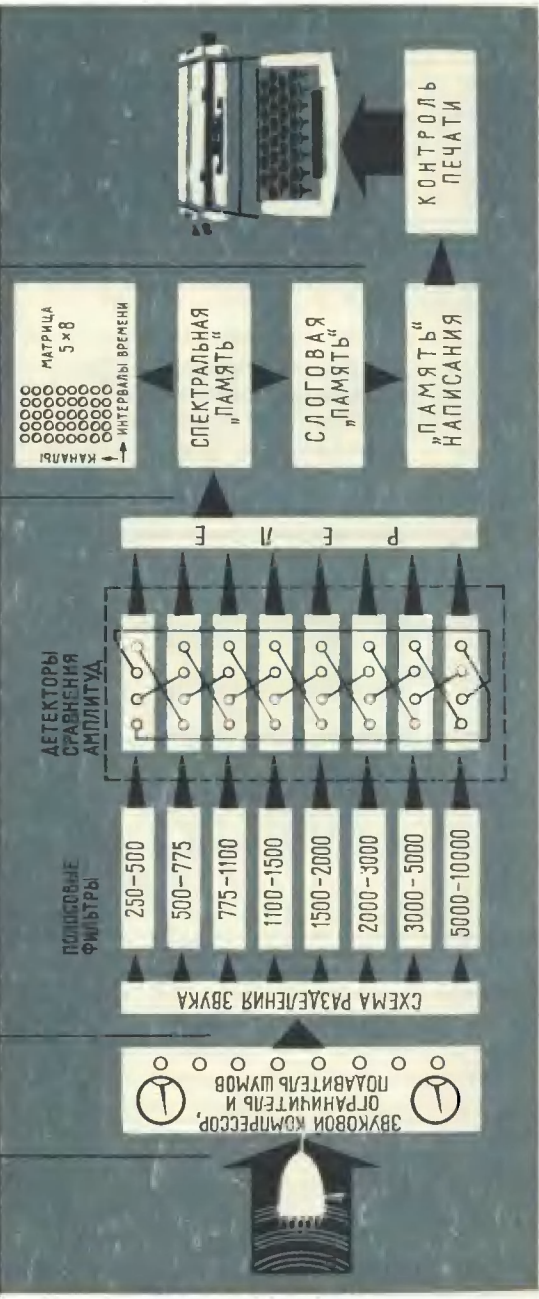 ЗВУКОВОЙ КОМПРЕССОР,
ОГРАНИЧИТЕЛЬ И
ПОДАВИТЕЛЬ ШУМОВ
СХЕМА РАЗДЕЛЕНИЯ ЗВУКА
ПОЛОСОВЫЕ
ФИЛЬТРЫ
250-500
500-775
775-1100
1100-1500
1500-2000
2000-3000
3000-5000
5000-10000
ДЕТЕКТОРЫ
СРАВНЕНИЯ
АМПЛИТУД
РЕЛЕ
КАНАЛЫ
МАТРИЦА
5×8
ИНТЕРВАЛЫ ВРЕМЕНИ
СПЕКТРАЛЬНАЯ
„ПАМЯТЬ“
СЛОГОВАЯ
„ПАМЯТЬ“
„ПАМЯТЬ“
НАПИСАНИЯ
КОНТРОЛЬ
ПЕЧАТИ